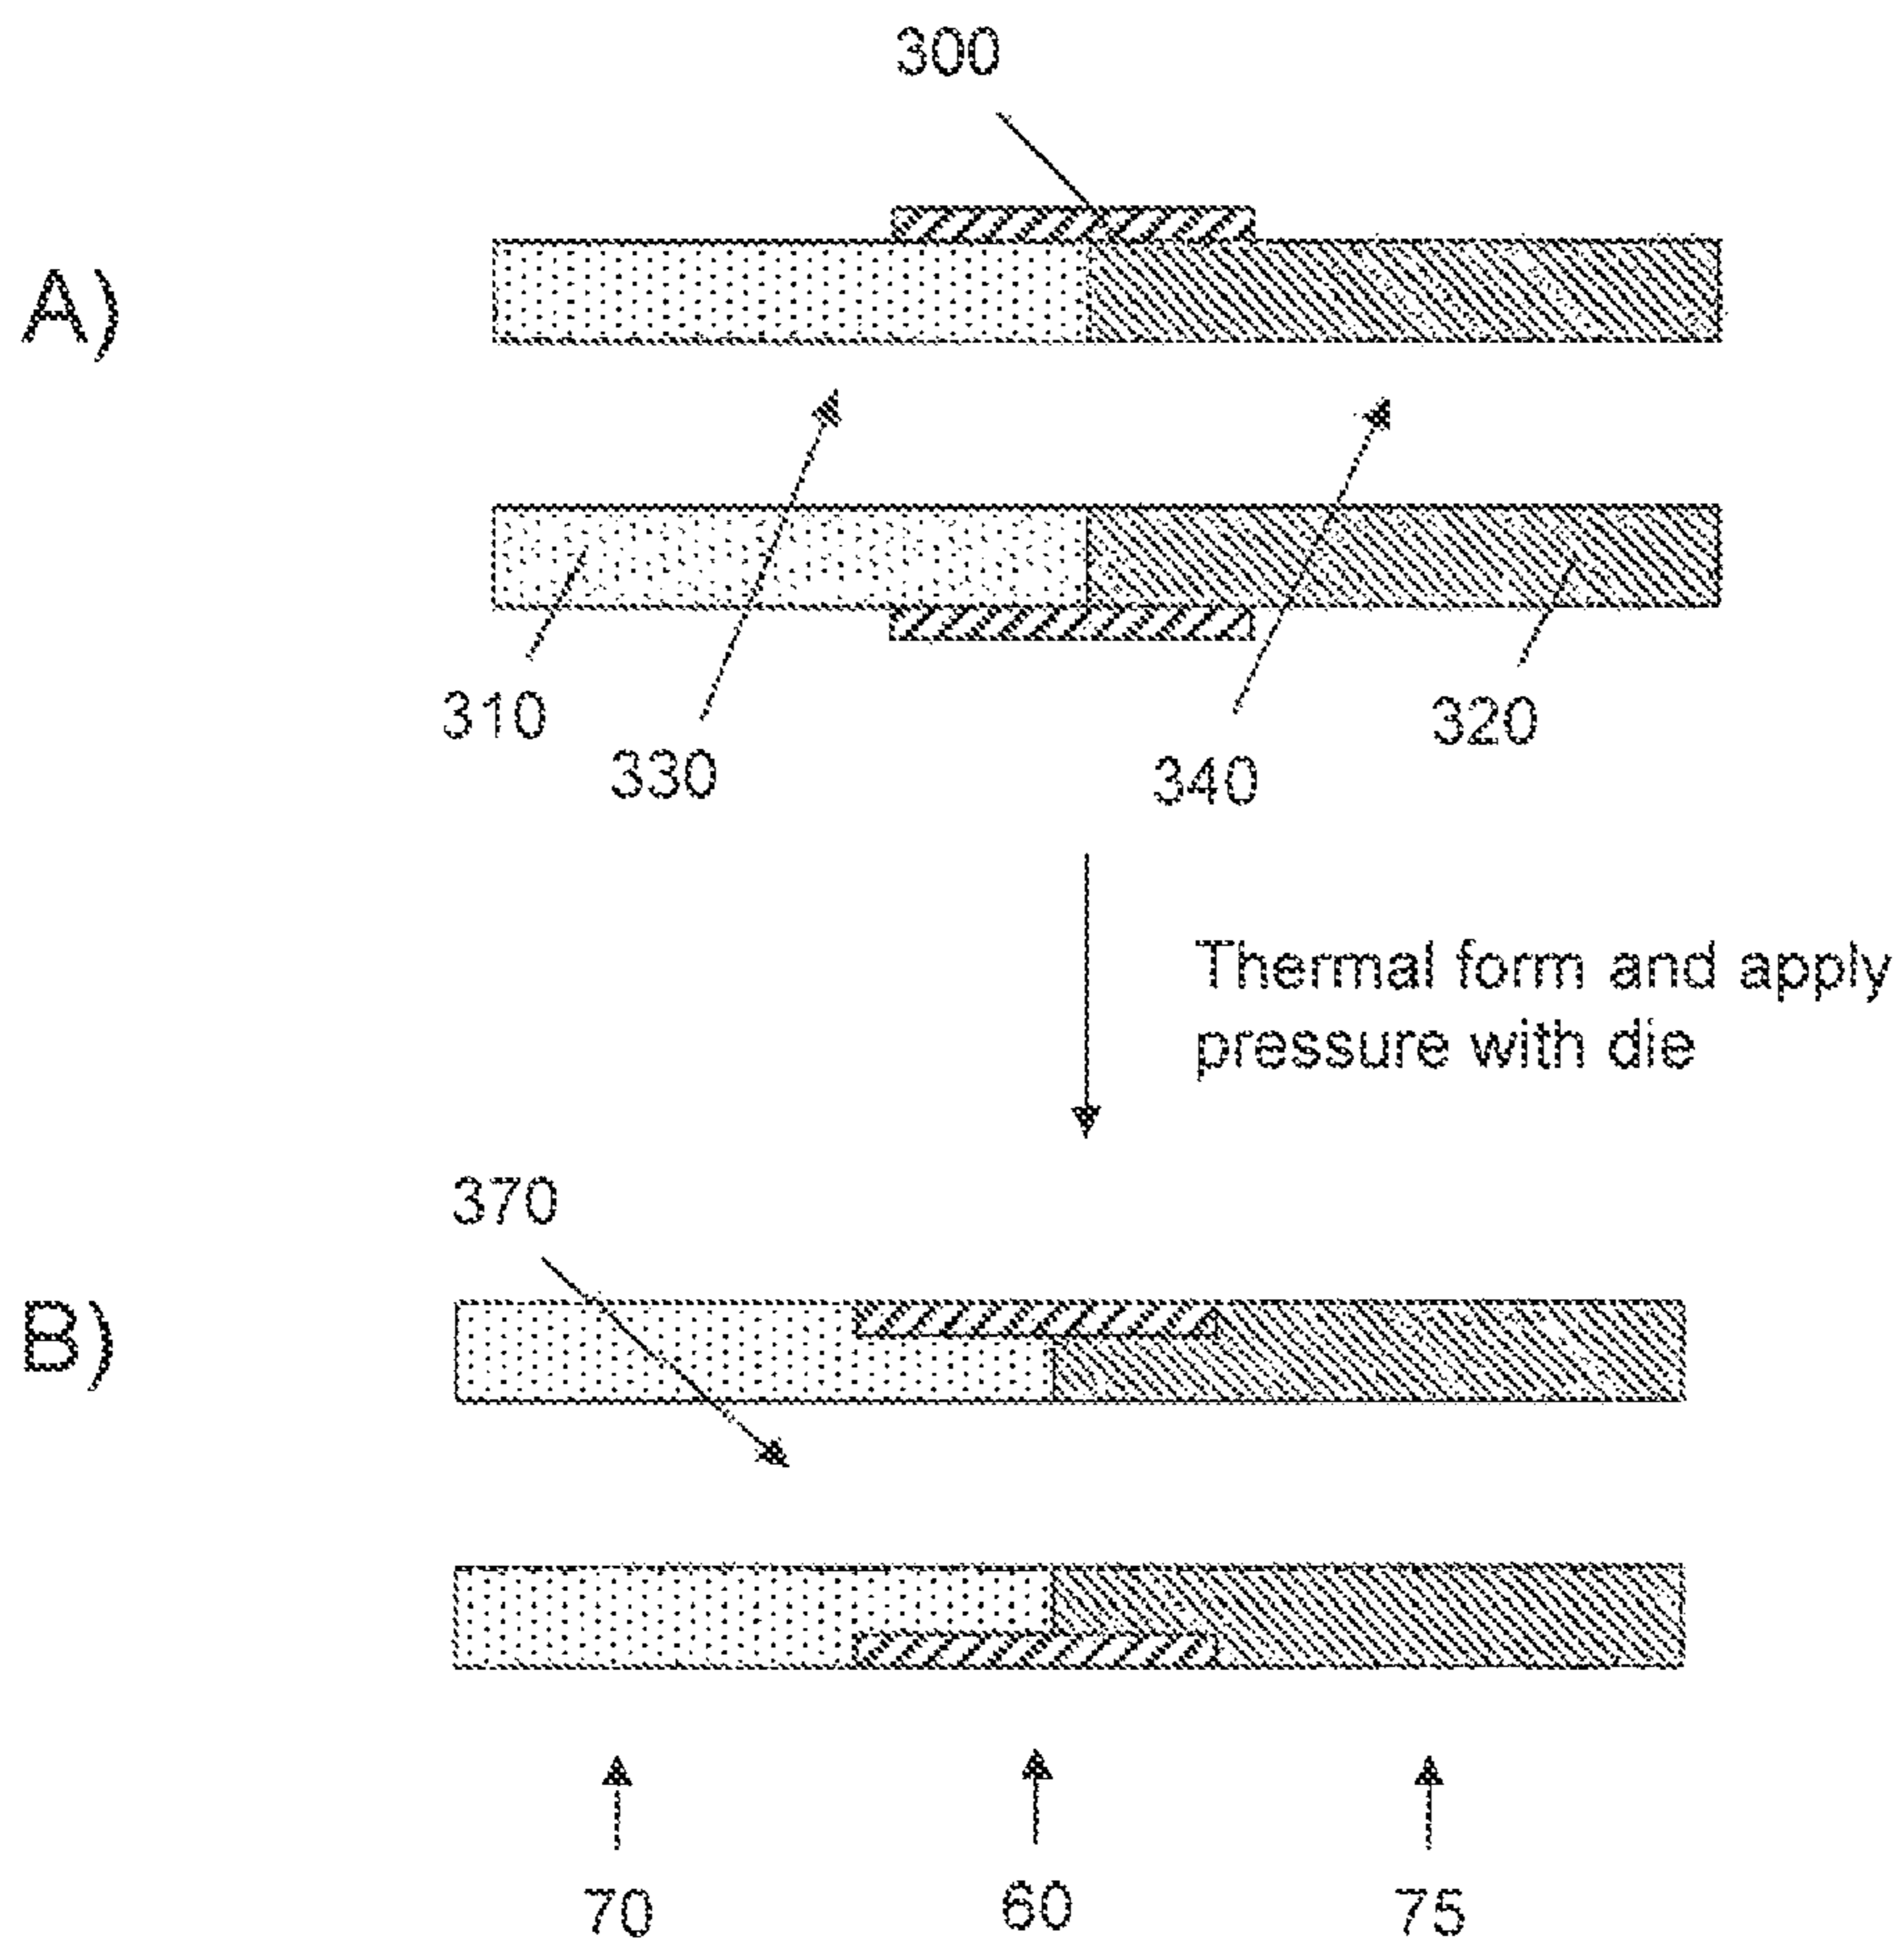 300
A)
310
320
330
340
Thermal form and apply
pressure with die
370
B)
70
60
75